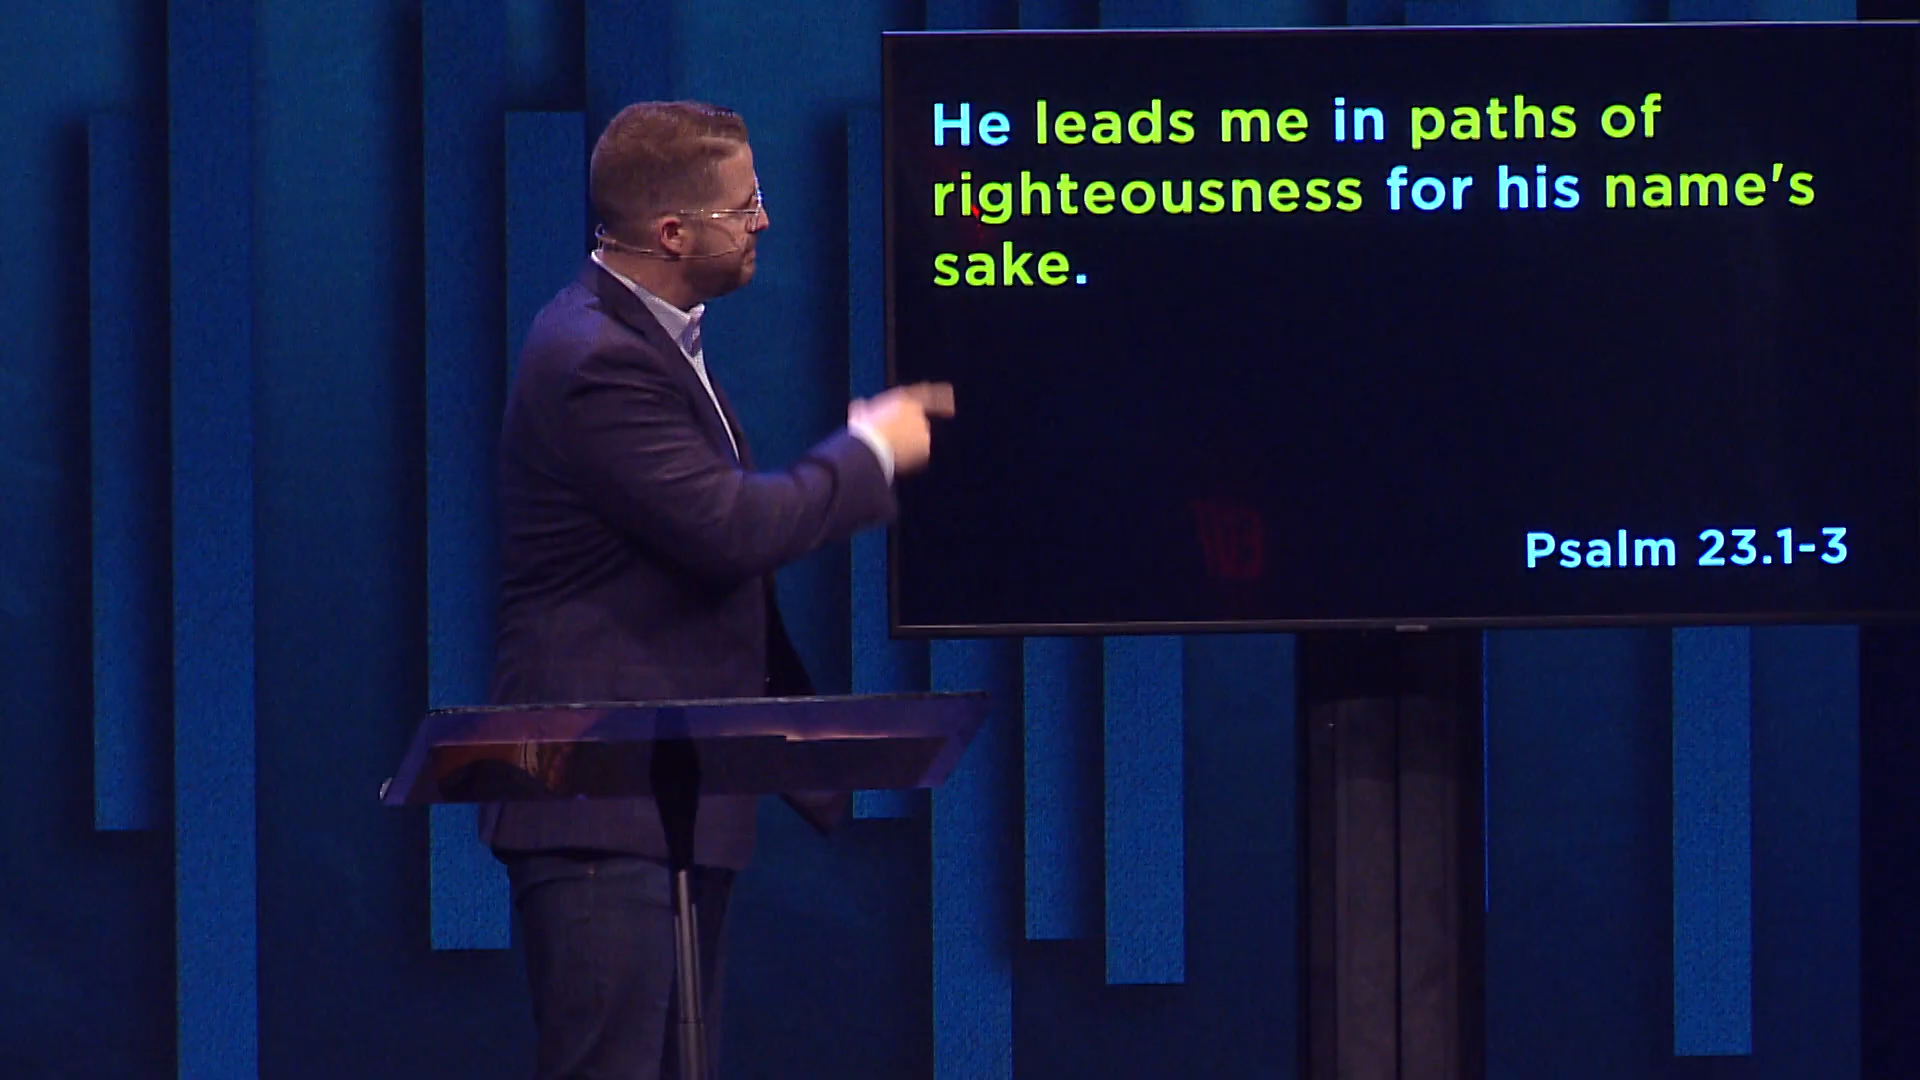 He leads me in paths of
righteousness for his name's
sake.
Psalm 23.1-3